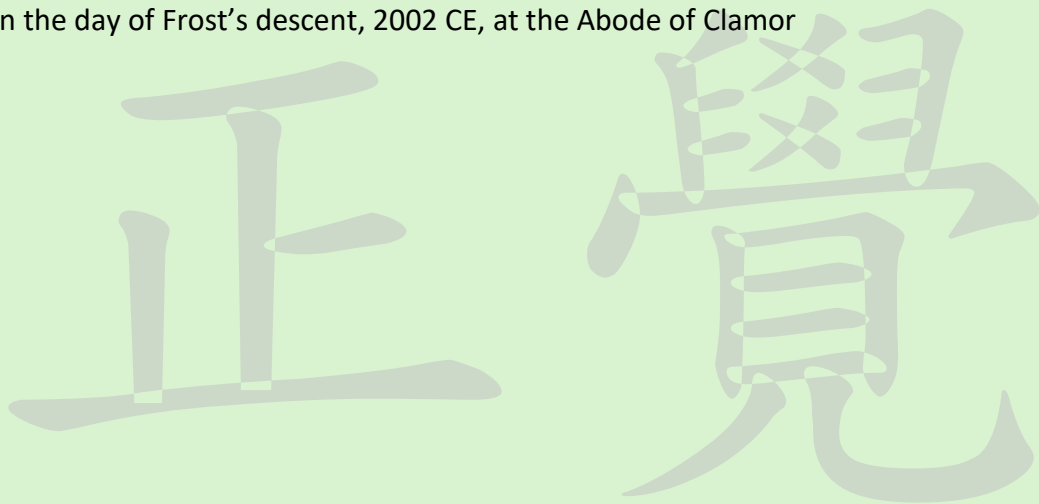 n the day of Frost’s descent, 2002 CE, at the Abode of Clamor
正覺